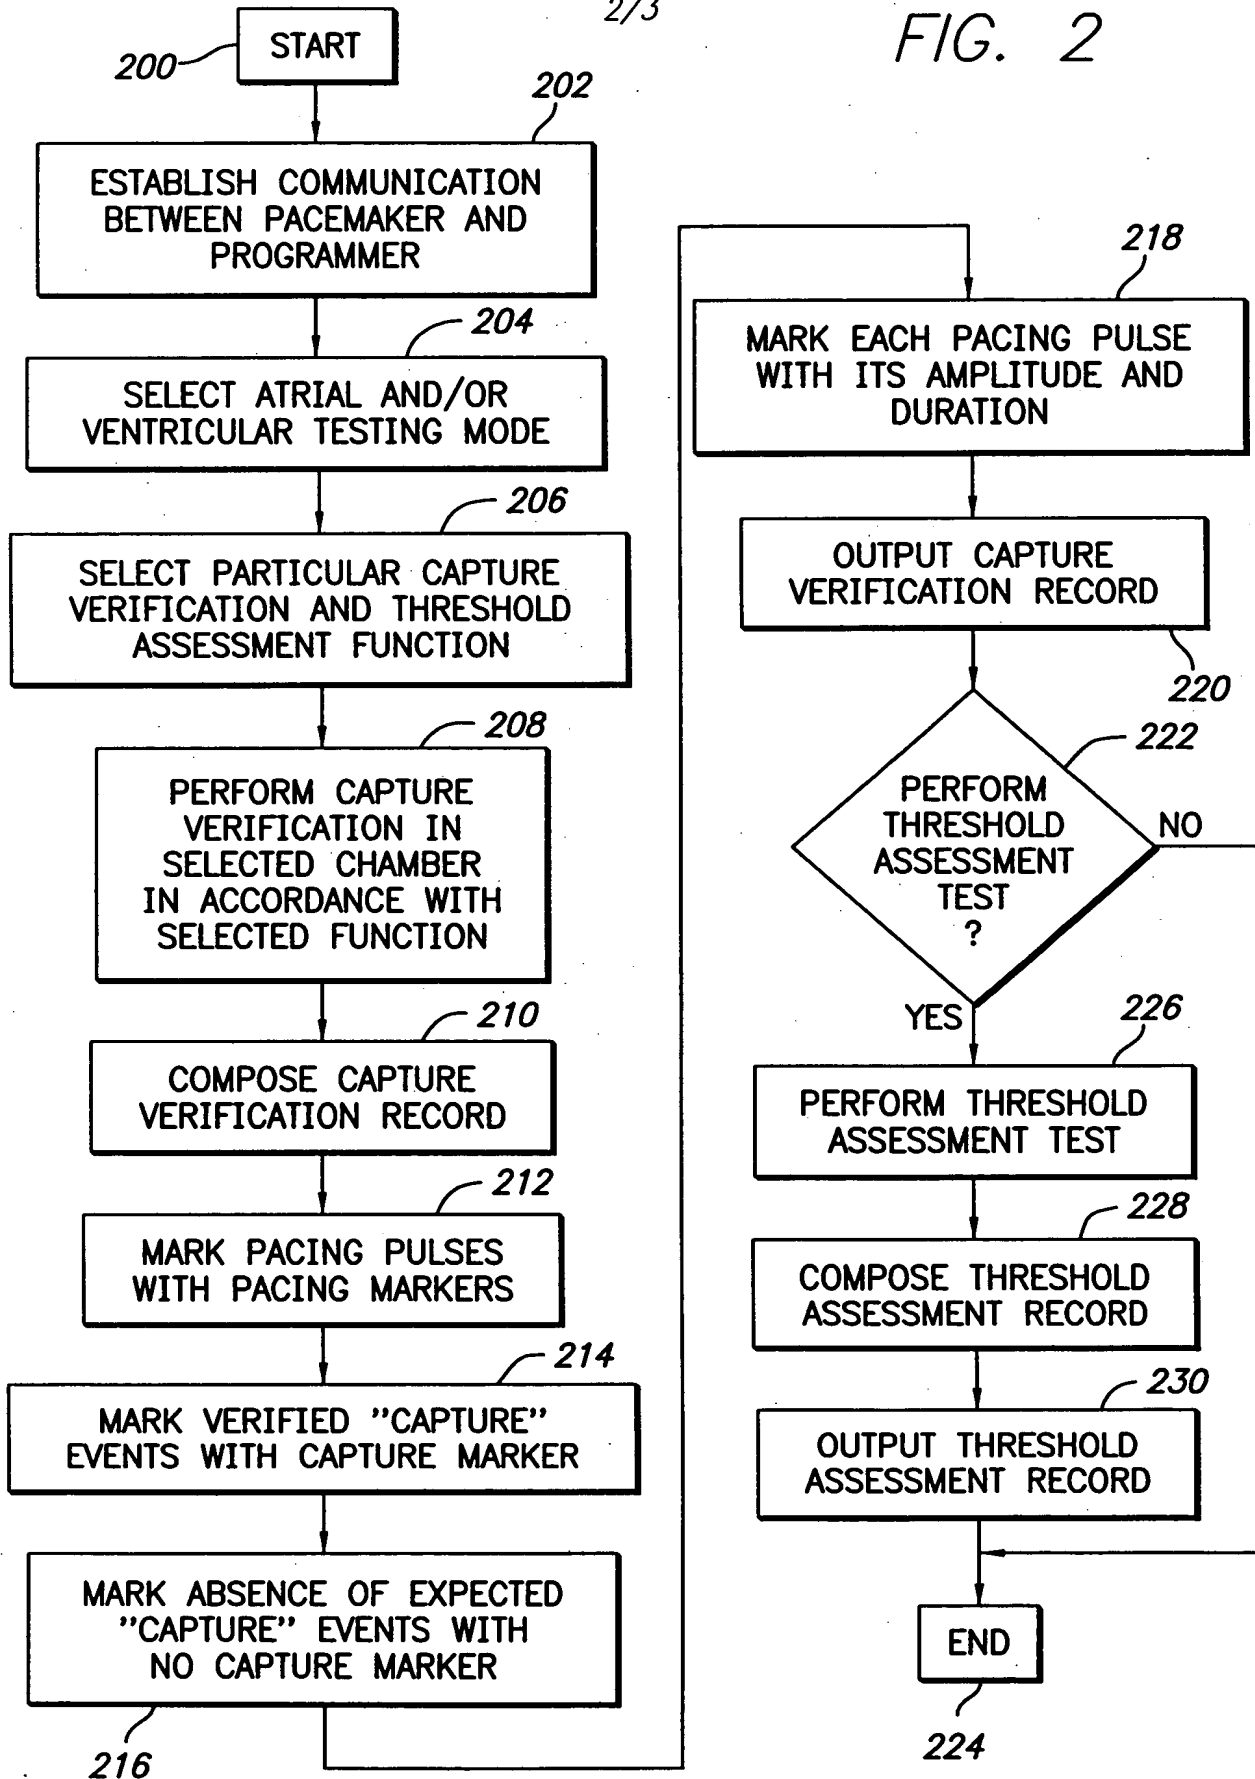 2/3
FIG. 2
START
200
202
ESTABLISH COMMUNICATION
BETWEEN PACEMAKER AND
PROGRAMMER
204
SELECT ATRIAL AND/OR
VENTRICULAR TESTING MODE
206
SELECT PARTICULAR CAPTURE
VERIFICATION AND THRESHOLD
ASSESSMENT FUNCTION
208
PERFORM CAPTURE
VERIFICATION IN
SELECTED CHAMBER
IN ACCORDANCE WITH
SELECTED FUNCTION
210
COMPOSE CAPTURE
VERIFICATION RECORD
212
MARK PACING PULSES
WITH PACING MARKERS
214
MARK VERIFIED "CAPTURE"
EVENTS WITH CAPTURE MARKER
MARK ABSENCE OF EXPECTED
"CAPTURE" EVENTS WITH
NO CAPTURE MARKER
216
218
MARK EACH PACING PULSE
WITH ITS AMPLITUDE AND
DURATION
OUTPUT CAPTURE
VERIFICATION RECORD
220
222
PERFORM
THRESHOLD
ASSESSMENT
TEST
?
NO
YES
226
PERFORM THRESHOLD
ASSESSMENT TEST
228
COMPOSE THRESHOLD
ASSESSMENT RECORD
230
OUTPUT THRESHOLD
ASSESSMENT RECORD
END
224